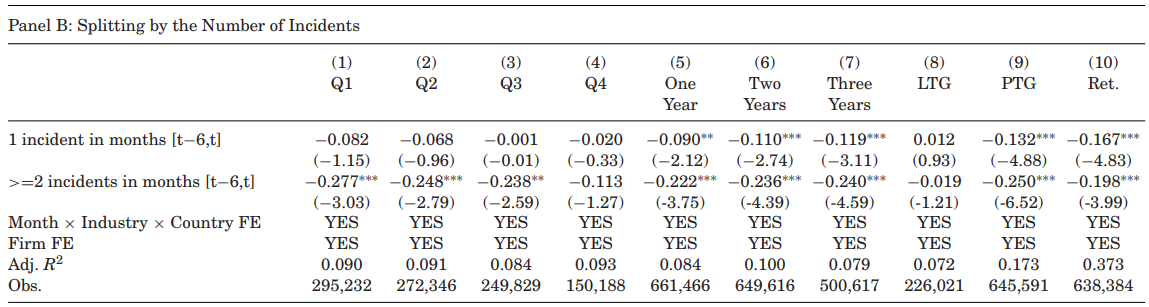 Panel B: Splitting by the Number of Incidents
(1) (2) (3) (4) (5) (6) (7) (8) (9) (10)
Q1 Q2 Q3 Q4 One Two Three LTG PTG Ret.
Year Years Years
1 incident in months [t−6,t] −0.082 −0.068 −0.001 −0.020 −0.090** −0.110*** −0.119*** 0.012 −0.132*** −0.167***
(−1.15) (−0.96) (−0.01) (−0.33) (−2.12) (−2.74) (−3.11) (0.93) (−4.88) (−4.83)
>=2 incidents in months [t−6,t] −0.277*** −0.248*** −0.238** −0.113 −0.222*** −0.236*** −0.240*** −0.019 −0.250*** −0.198***
(−3.03) (−2.79) (−2.59) (−1.27) (-3.75) (-4.39) (-4.59) (-1.21) (-6.52) (-3.99)
Month × Industry × Country FE YES YES YES YES YES YES YES YES YES YES
Firm FE YES YES YES YES YES YES YES YES YES YES
Adj. R² 0.090 0.091 0.084 0.093 0.084 0.100 0.079 0.072 0.173 0.373
Obs. 295,232 272,346 249,829 150,188 661,466 649,616 500,617 226,021 645,591 638,384